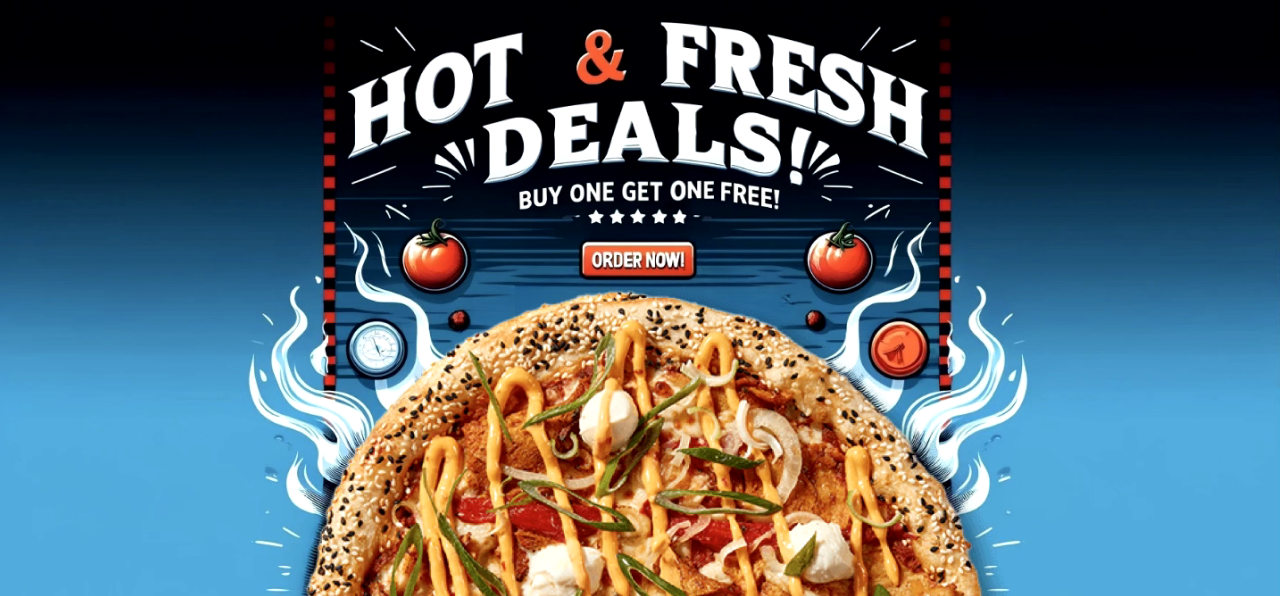 HOT & FRESH
DEALS!
BUY ONE GET ONE FREE!
ORDER NOW!